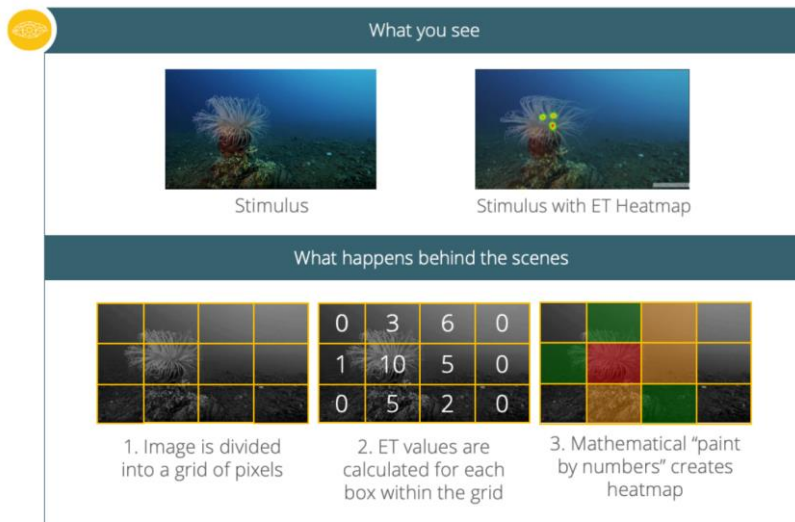 What you see
Stimulus
Stimulus with ET Heatmap
What happens behind the scenes
0 3 6 0
1 10 5 0
0 5 2 0
1. Image is divided
into a grid of pixels
2. ET values are
calculated for each
box within the grid
3. Mathematical “paint
by numbers” creates
heatmap